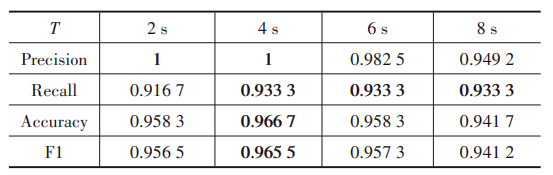 T 2 s 4 s 6 s 8 s
Precision 1 1 0.982 5 0.949 2
Recall 0.916 7 0.933 3 0.933 3 0.933 3
Accuracy 0.958 3 0.966 7 0.958 3 0.941 7
F1 0.956 5 0.965 5 0.957 3 0.941 2